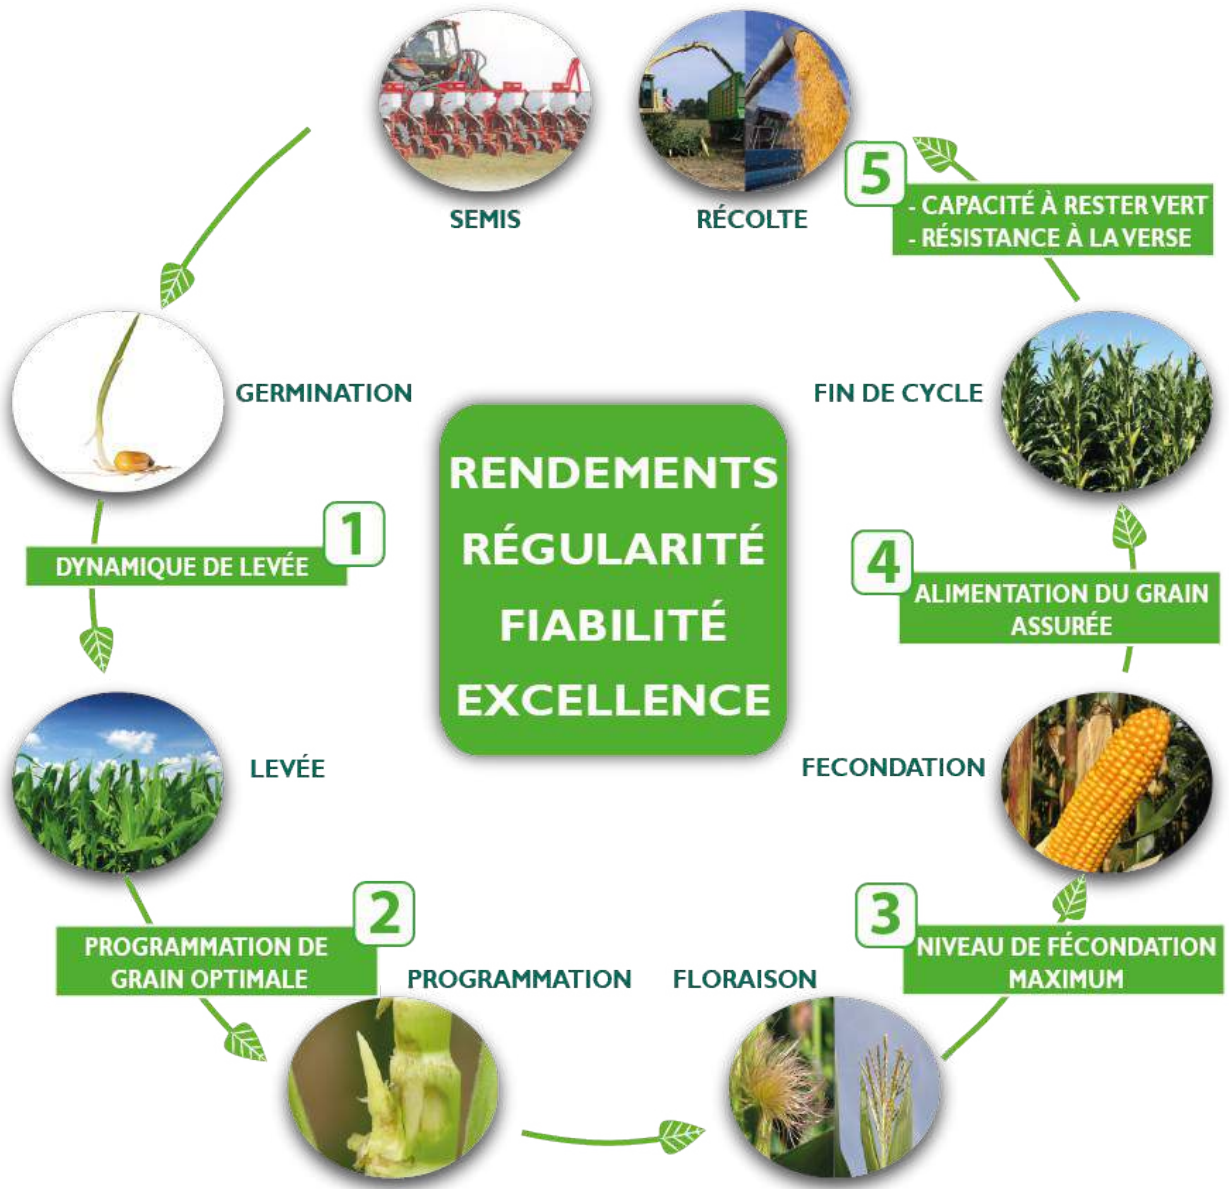 SEMIS
RÉCOLTE
5
- CAPACITÉ À RESTER VERT
- RÉSISTANCE À LA VERSE
GERMINATION
FIN DE CYCLE
RENDEMENTS
RÉGULARITÉ
FIABILITÉ
EXCELLENCE
1
DYNAMIQUE DE LEVÉE
4
ALIMENTATION DU GRAIN
ASSURÉE
LEVÉE
FECONDATION
2
PROGRAMMATION DE
GRAIN OPTIMALE
PROGRAMMATION
FLORAISON
3
NIVEAU DE FÉCONDATION
MAXIMUM